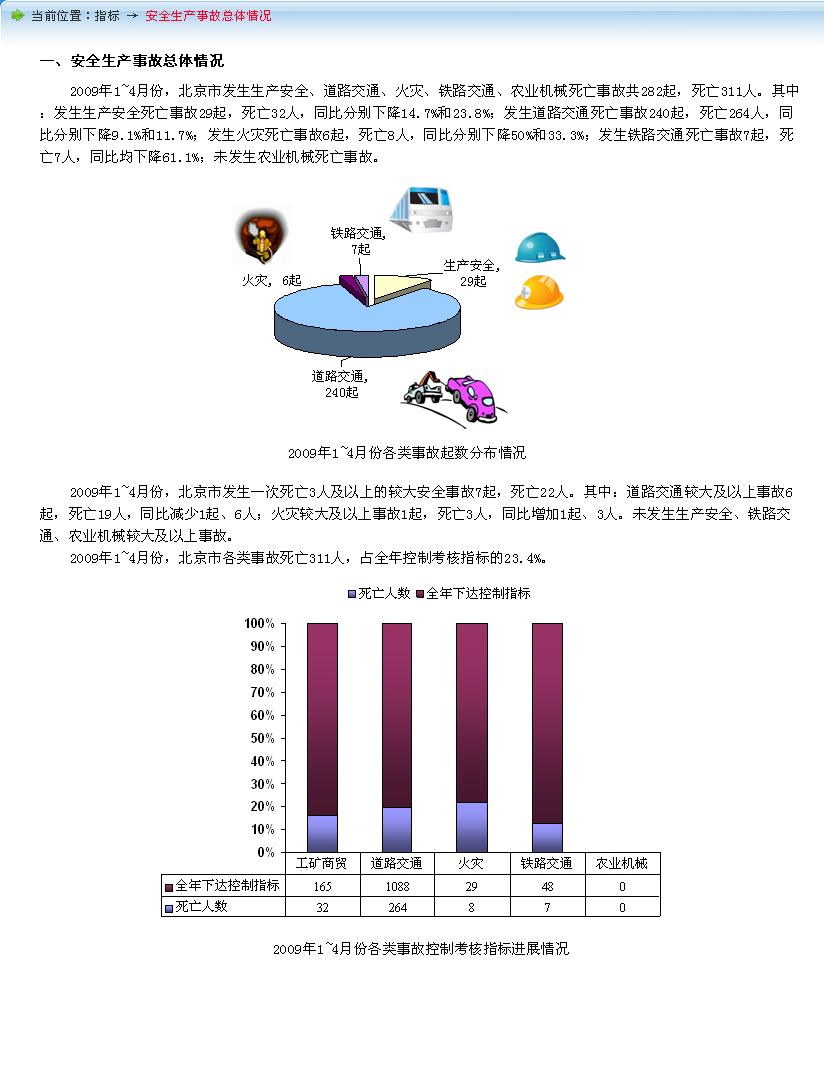 当前位置：指标 → 安全生产事故总体情况
一、安全生产事故总体情况
2009年1~4月份，北京市发生生产安全、道路交通、火灾、铁路交通、农业机械死亡事故共282起，死亡311人。其中
：发生生产安全死亡事故29起，死亡32人，同比分别下降14.7%和23.8%；发生道路交通死亡事故240起，死亡264人，同
比分别下降9.1%和11.7%；发生火灾死亡事故6起，死亡8人，同比分别下降50%和33.3%；发生铁路交通死亡事故7起，死
亡7人，同比均下降61.1%；未发生农业机械死亡事故。
铁路交通,
7起
生产安全,
29起
火灾, 6起
道路交通,
240起
2009年1~4月份各类事故起数分布情况
2009年1~4月份，北京市发生一次死亡3人及以上的较大安全事故7起，死亡22人。其中：道路交通较大及以上事故6
起，死亡19人，同比减少1起、6人；火灾较大及以上事故1起，死亡3人，同比增加1起、3人。未发生生产安全、铁路交
通、农业机械较大及以上事故。
2009年1~4月份，北京市各类事故死亡311人，占全年控制考核指标的23.4%。
死亡人数 全年下达控制指标
100%
90%
80%
70%
60%
50%
40%
30%
20%
10%
0%
工矿商贸 道路交通 火灾 铁路交通 农业机械
全年下达控制指标 165 1088 29 48 0
死亡人数 32 264 8 7 0
2009年1~4月份各类事故控制考核指标进展情况